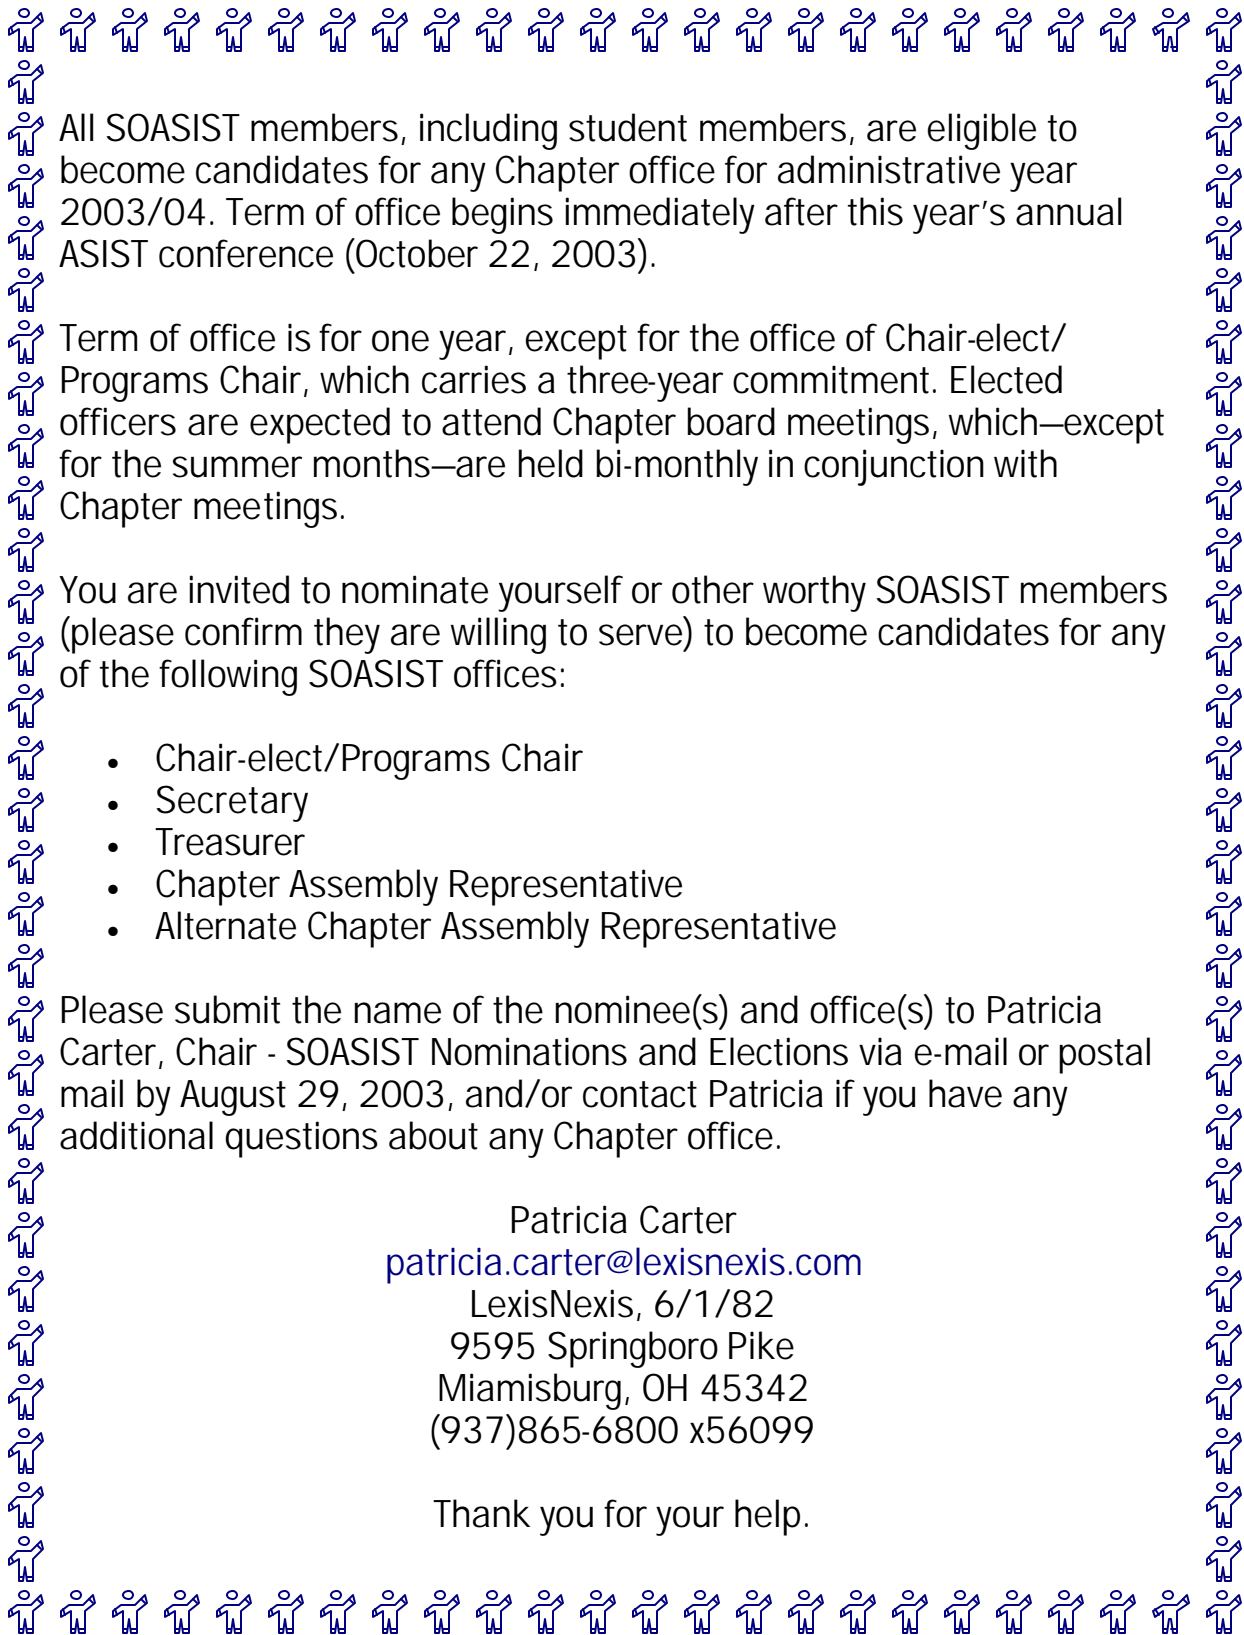 All SOASIST members, including student members, are eligible to
become candidates for any Chapter office for administrative year
2003/04. Term of office begins immediately after this year’s annual
ASIST conference (October 22, 2003).
Term of office is for one year, except for the office of Chair-elect/
Programs Chair, which carries a three-year commitment. Elected
officers are expected to attend Chapter board meetings, which—except
for the summer months—are held bi-monthly in conjunction with
Chapter meetings.
You are invited to nominate yourself or other worthy SOASIST members
(please confirm they are willing to serve) to become candidates for any
of the following SOASIST offices:
• Chair-elect/Programs Chair
• Secretary
• Treasurer
• Chapter Assembly Representative
• Alternate Chapter Assembly Representative
Please submit the name of the nominee(s) and office(s) to Patricia
Carter, Chair - SOASIST Nominations and Elections via e-mail or postal
mail by August 29, 2003, and/or contact Patricia if you have any
additional questions about any Chapter office.
Patricia Carter
patricia.carter@lexisnexis.com
LexisNexis, 6/1/82
9595 Springboro Pike
Miamisburg, OH 45342
(937)865-6800 x56099
Thank you for your help.